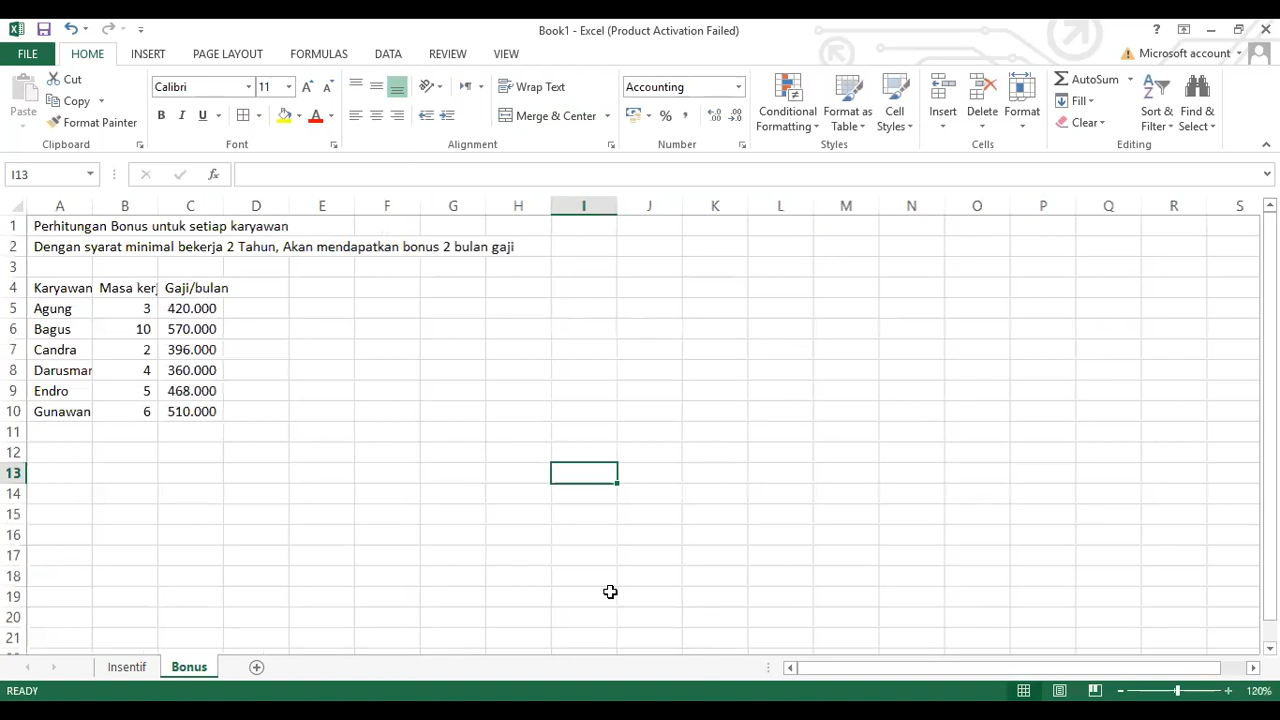 Book1 - Excel (Product Activation Failed)
FILE HOME INSERT PAGE LAYOUT FORMULAS DATA REVIEW VIEW Microsoft account
Paste Cut Copy Format Painter Clipboard
Calibri 11 B I U A Font
Wrap Text Merge & Center Alignment
Accounting % , Number
Conditional Formatting Format as Table Cell Styles Styles
Insert Delete Format Cells
AutoSum Fill Clear Sort & Filter Find & Select Editing
I13 fx
A B C D E F G H I J K L M N O P Q R S
1 Perhitungan Bonus untuk setiap karyawan
2 Dengan syarat minimal bekerja 2 Tahun, Akan mendapatkan bonus 2 bulan gaji
3
4 Karyawan Masa kerj Gaji/bulan
5 Agung 3 420.000
6 Bagus 10 570.000
7 Candra 2 396.000
8 Darusman 4 360.000
9 Endro 5 468.000
10 Gunawan 6 510.000
11
12
13
14
15
16
17
18
19
20
21
Insentif Bonus
READY 120%